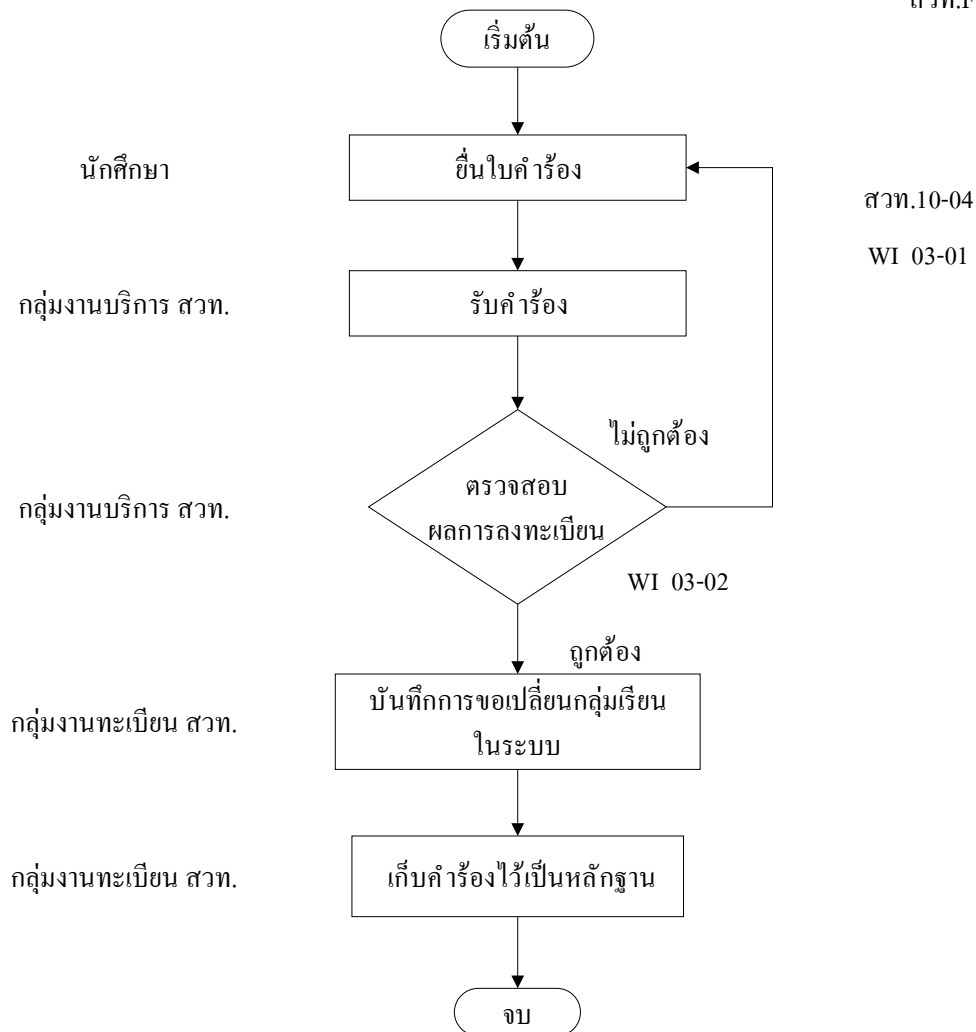 เริ่มต้น
นักศึกษา
ยื่นใบคำร้อง
สวท.10-04
WI 03-01
กลุ่มงานบริการ สวท.
รับคำร้อง
ไม่ถูกต้อง
กลุ่มงานบริการ สวท.
ตรวจสอบ
ผลการลงทะเบียน
WI 03-02
ถูกต้อง
กลุ่มงานทะเบียน สวท.
บันทึกการขอเปลี่ยนกลุ่มเรียน
ในระบบ
กลุ่มงานทะเบียน สวท.
เก็บคำร้องไว้เป็นหลักฐาน
จบ